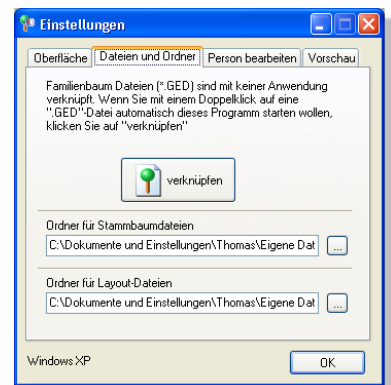 Einstellungen
Oberfläche Dateien und Ordner Person bearbeiten Vorschau
Familienbaum Dateien (*.GED) sind mit keiner Anwendung
verknüpft. Wenn Sie mit einem Doppelklick auf eine
".GED"-Datei automatisch dieses Programm starten wollen,
klicken Sie auf "verknüpfen"
verknüpfen
Ordner für Stammbaumdateien
C:\Dokumente und Einstellungen\Thomas\Eigene Dat ...
Ordner für Layout-Dateien
C:\Dokumente und Einstellungen\Thomas\Eigene Dat ...
Windows XP OK